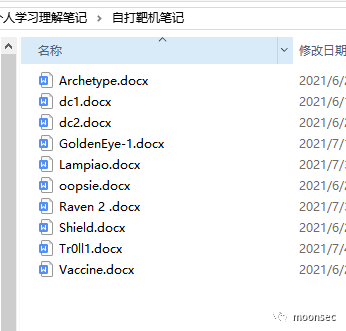 个人学习理解笔记 > 自打靶机笔记
名称 修改日期
Archetype.docx 2021/6/2
dc1.docx 2021/6/
dc2.docx 2021/6/2
GoldenEye-1.docx 2021/7/
Lampiao.docx 2021/7/3
oopsie.docx 2021/6/2
Raven 2 .docx 2021/7/3
Shield.docx 2021/6/2
Tr0ll1.docx 2021/7/4
Vaccine.docx 2021/6/2
moonsec